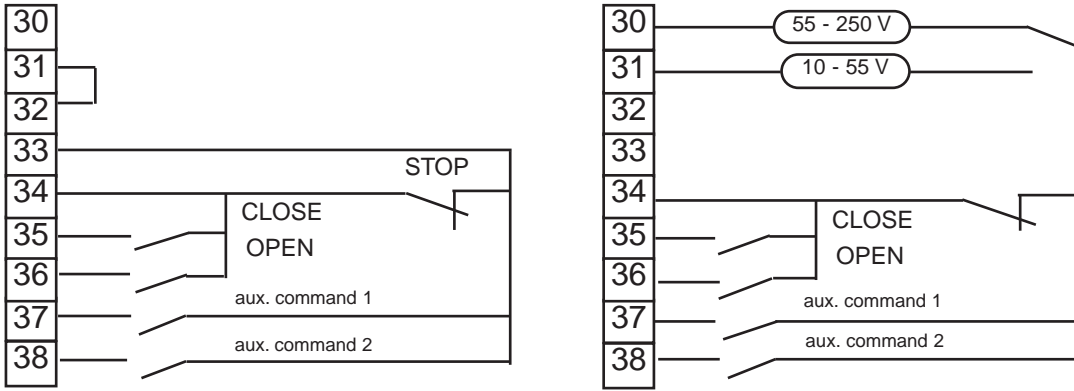 30
31
32
33
34
35
36
37
38
STOP
CLOSE
OPEN
aux. command 1
aux. command 2
30
31
32
33
34
35
36
37
38
55 - 250 V
10 - 55 V
CLOSE
OPEN
aux. command 1
aux. command 2